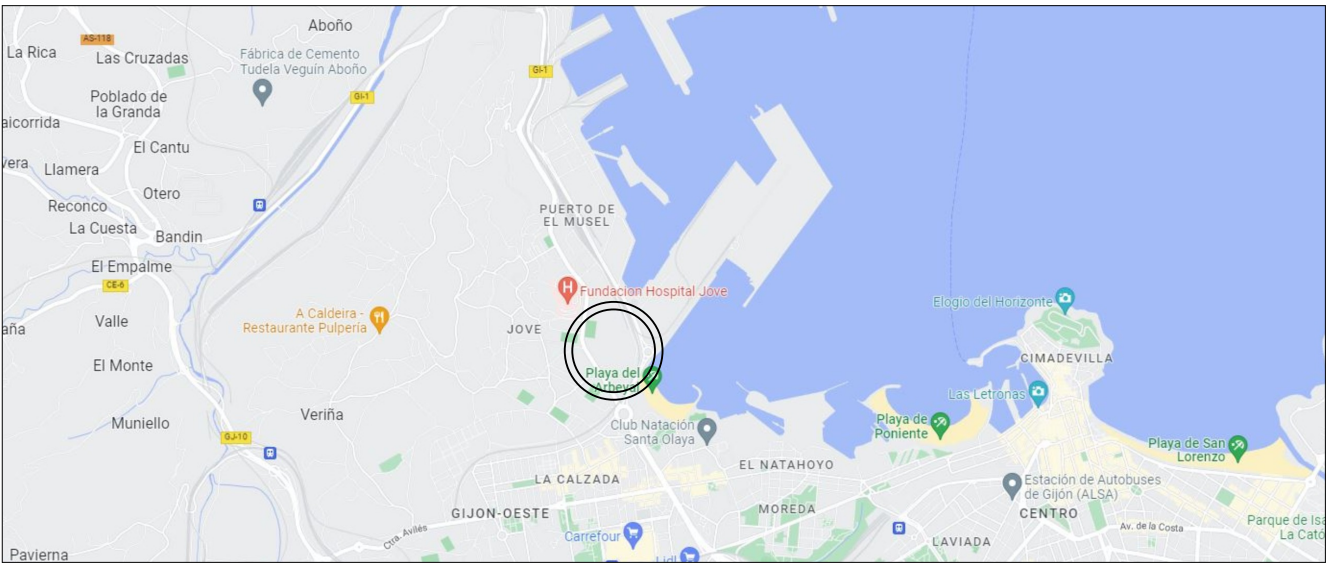 Aboño
AS-118
La Rica
Las Cruzadas
Fábrica de Cemento
Tudela Veguín Aboño
GI-1
GI-1
Poblado de
la Granda
aicorrida
El Cantu
Llamera
Otero
Reconco
La Cuesta
Bandin
PUERTO DE
EL MUSEL
El Empalme
CE-6
Fundacion Hospital Jove
Elogio del Horizonte
A Caldeira -
Restaurante Pulpería
Valle
aña
JOVE
CIMADEVILLA
El Monte
Playa del
Arbeyal
Las Letronas
Veriña
Muniello
Club Natación
Santa Olaya
Playa de
Poniente
Playa de San
Lorenzo
GJ-10
EL NATAHOYO
LA CALZADA
Estación de Autobuses
de Gijón (ALSA)
GIJON-OESTE
MOREDA
CENTRO
Ctra. Avilés
Av. de la Costa
Parque de Isa
La Cató
Carrefour
LAVIADA
Pavierna
Lidl